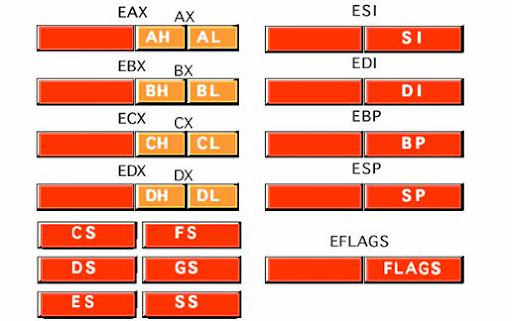 EAX AX
AH AL
EBX BX
BH BL
ECX CX
CH CL
EDX DX
DH DL
CS FS
DS GS
ES SS
ESI
SI
EDI
DI
EBP
BP
ESP
SP
EFLAGS
FLAGS